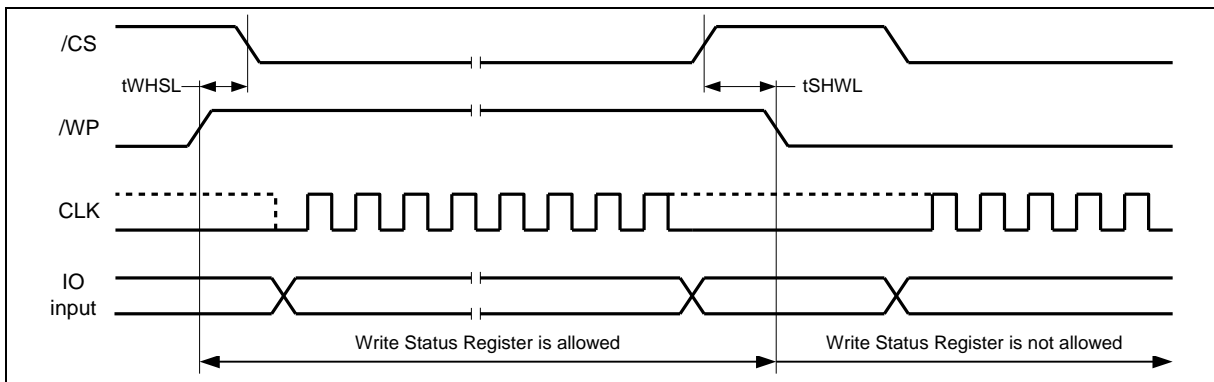 /CS
tWHSL
tSHWL
/WP
CLK
IO
input
Write Status Register is allowed
Write Status Register is not allowed